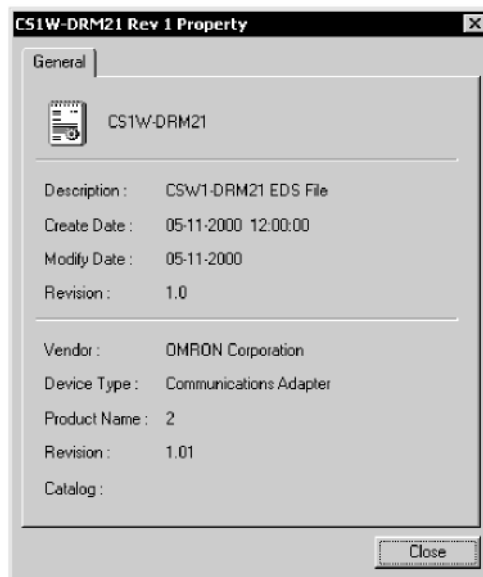 CS1W-DRM21 Rev 1 Property
General
CS1W-DRM21
Description : CSW1-DRM21 EDS File
Create Date : 05-11-2000 12:00:00
Modify Date : 05-11-2000
Revision : 1.0
Vendor : OMRON Corporation
Device Type : Communications Adapter
Product Name : 2
Revision : 1.01
Catalog :
Close